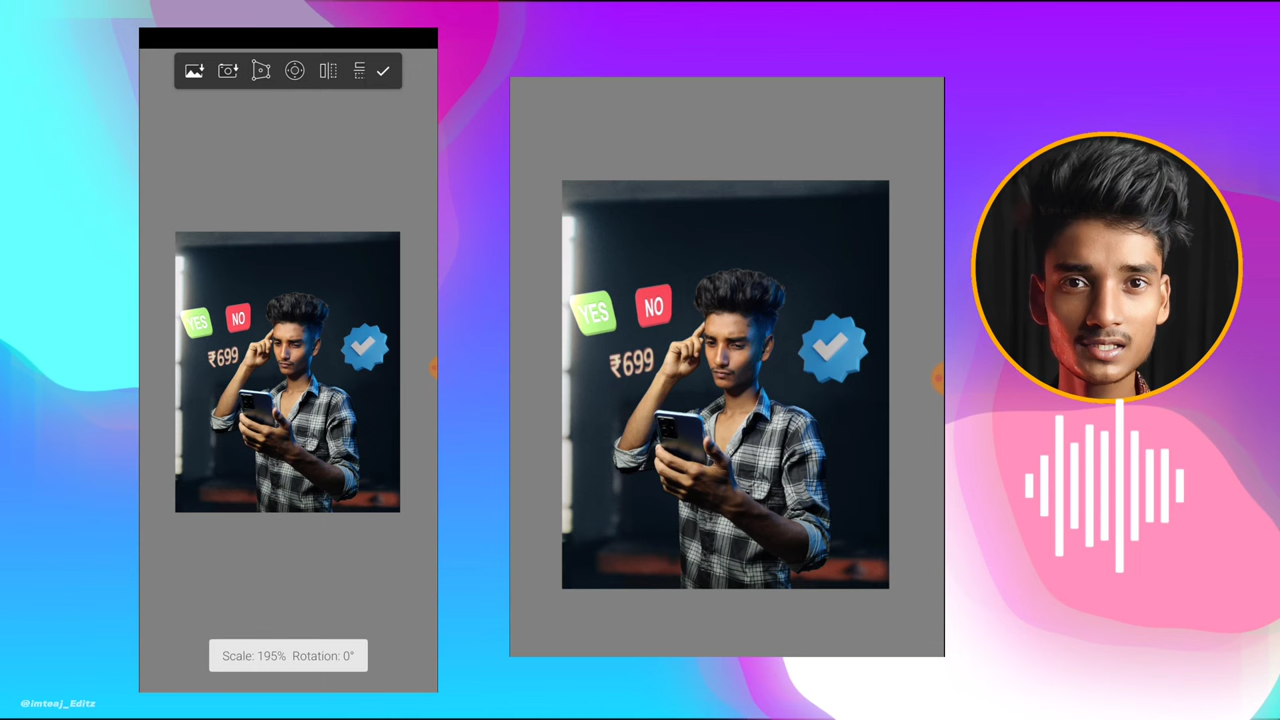 YES
NO
₹699
Scale: 195% Rotation: 0°
YES
NO
₹699
@imteaj_Editz